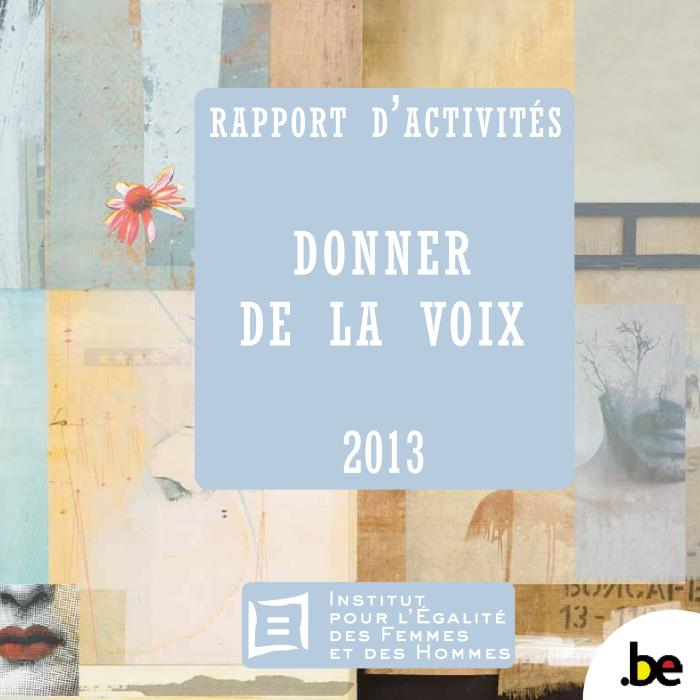 RAPPORT D'ACTIVITÉS
DONNER
DE LA VOIX
2013
INSTITUT
POUR L'ÉGALITÉ
DES FEMMES
ET DES HOMMES
.be